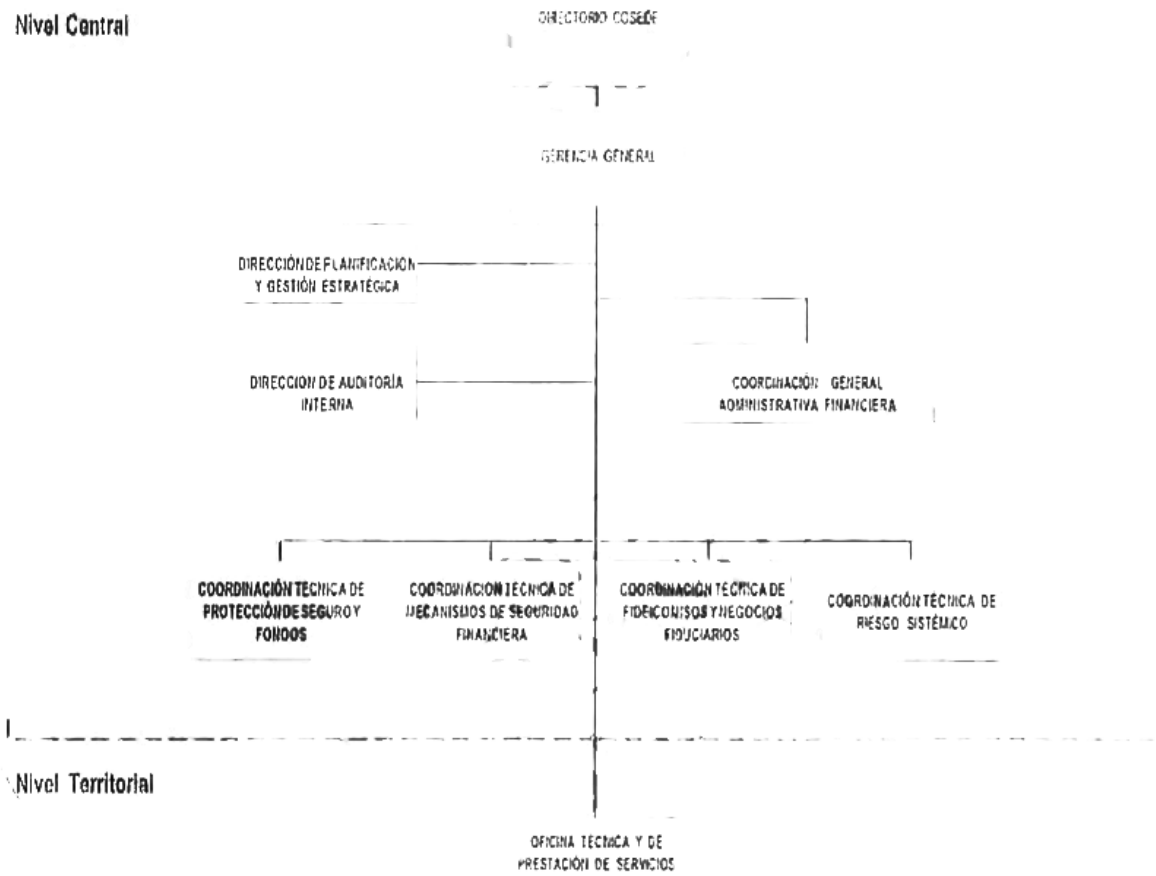 Nivel Central
DIRECTORIO COSEDE
GERENCIA GENERAL
DIRECCIÓN DE PLANIFICACION
Y GESTIÓN ESTRATÉGICA
DIRECCION DE AUDITORÍA
INTERNA
COORDINACIÓN GENERAL
ADMINISTRATIVA FINANCIERA
COORDINACIÓN TÉCNICA DE
PROTECCIÓN DE SEGURO Y
FONDOS
COORDINACIÓN TÉCNICA DE
MECANISMOS DE SEGURIDAD
FINANCIERA
COORDINACIÓN TÉCNICA DE
FIDEICOMISOS Y NEGOCIOS
FIDUCIARIOS
COORDINACIÓN TÉCNICA DE
RIESGO SISTÉMICO
Nivel Territorial
OFICINA TÉCNICA Y DE
PRESTACIÓN DE SERVICIOS